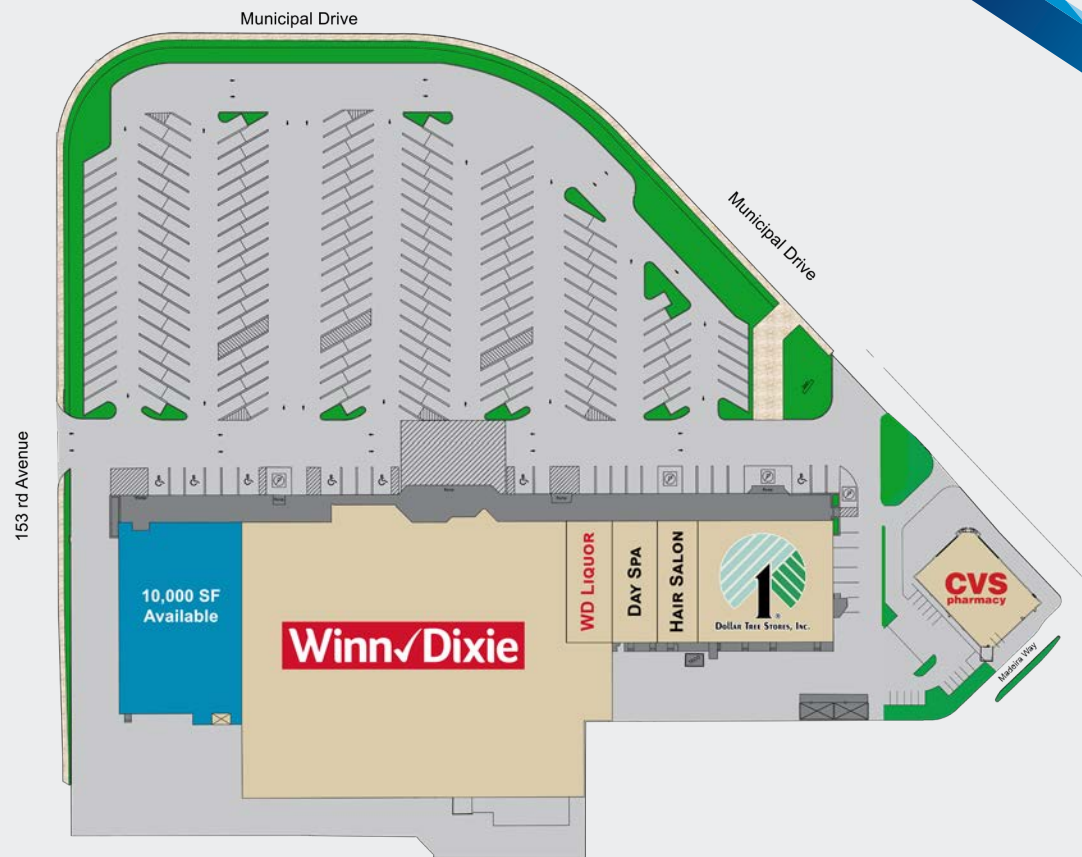 Municipal Drive
Municipal Drive
153 rd Avenue
10,000 SF
Available
Winn Dixie
WD LIQUOR
DAY SPA
HAIR SALON
1
DOLLAR TREE STORES, INC.
CVS
pharmacy
Madeira Way